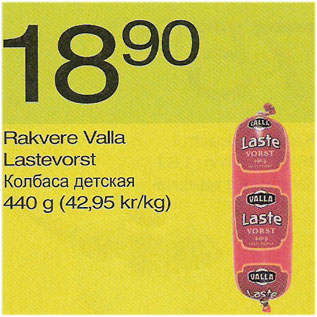 18 90
Rakvere Valla
Lastevorst
Колбаса детская
440 g (42,95 kr/kg)
VALLA
Laste
VORST
VALLA
Laste
VORST
VALLA
Laste